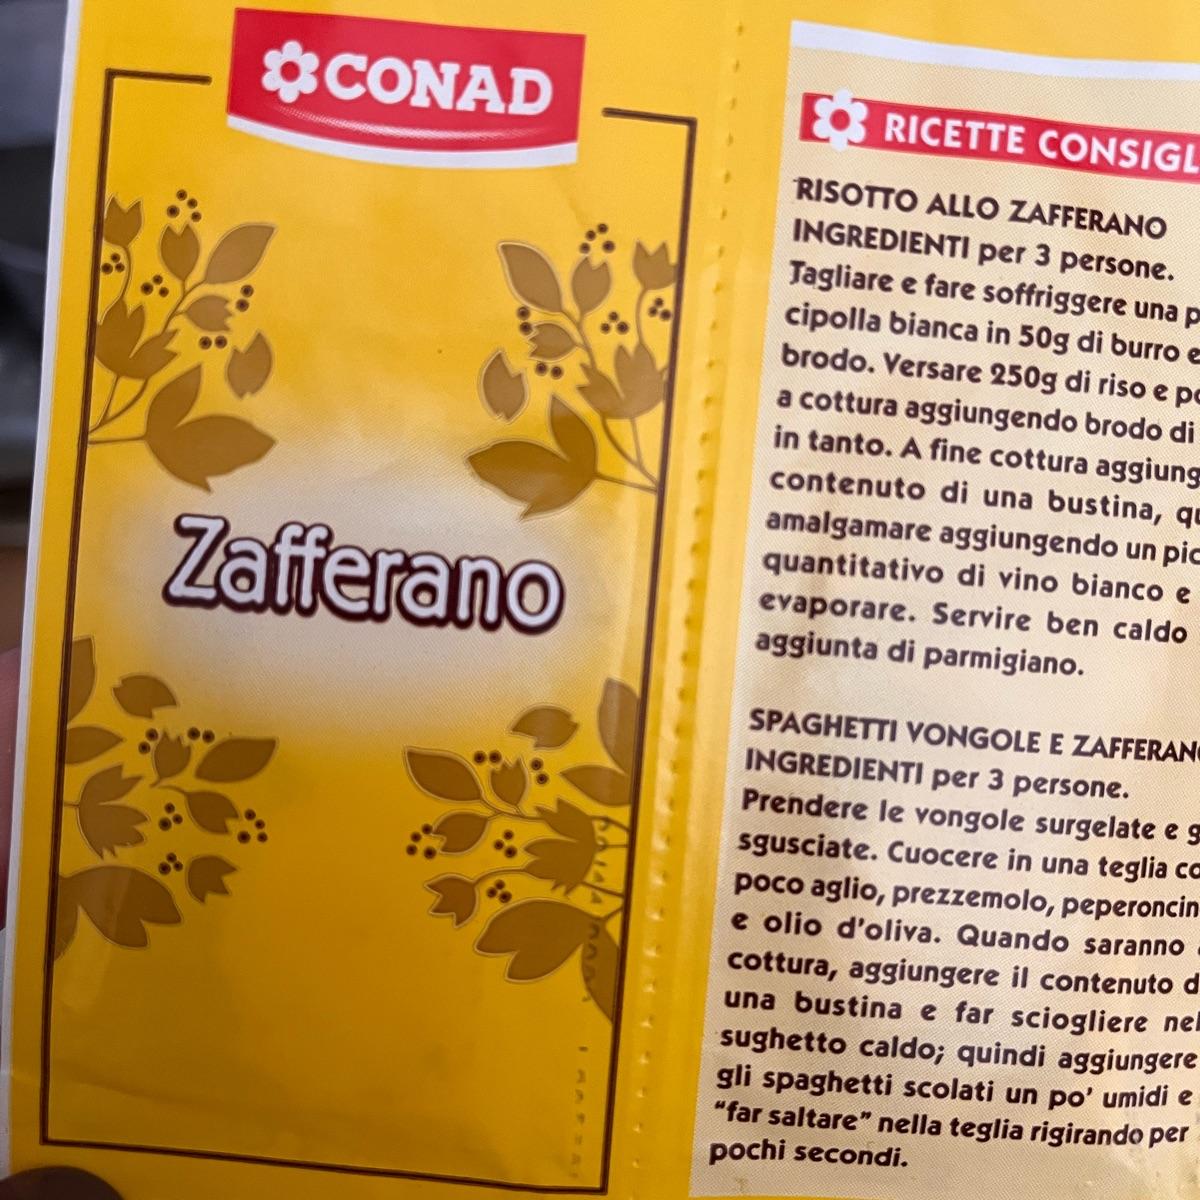 CONAD
Zafferano
RICETTE CONSIGL
RISOTTO ALLO ZAFFERANO
INGREDIENTI per 3 persone.
Tagliare e fare soffriggere una p
cipolla bianca in 50g di burro e
brodo. Versare 250g di riso e po
a cottura aggiungendo brodo di
in tanto. A fine cottura aggiung
contenuto di una bustina, qu
amalgamare aggiungendo un pic
quantitativo di vino bianco e
evaporare. Servire ben caldo
aggiunta di parmigiano.
SPAGHETTI VONGOLE E ZAFFERANO
INGREDIENTI per 3 persone.
Prendere le vongole surgelate e g
sgusciate. Cuocere in una teglia co
poco aglio, prezzemolo, peperoncin
e olio d'oliva. Quando saranno
cottura, aggiungere il contenuto d
una bustina e far sciogliere nel
sughetto caldo; quindi aggiungere
gli spaghetti scolati un po' umidi e
"far saltare" nella teglia rigirando per
pochi secondi.